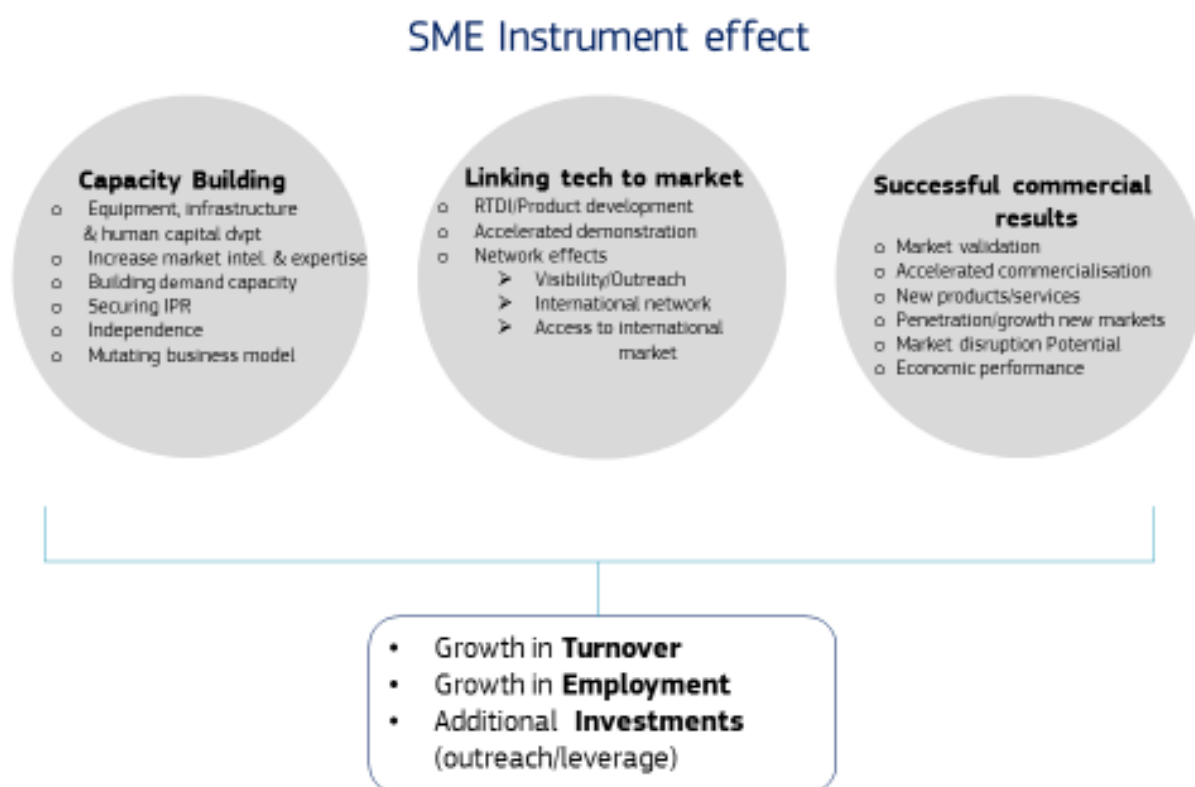 SME Instrument effect
Capacity Building
o Equipment, infrastructure
& human capital dvpt
o Increase market intel. & expertise
o Building demand capacity
o Securing IPR
o Independence
o Mutating business model
Linking tech to market
o RTDI/Product development
o Accelerated demonstration
o Network effects
➢ Visibility/Outreach
➢ International network
➢ Access to international
market
Successful commercial
results
o Market validation
o Accelerated commercialisation
o New products/services
o Penetration/growth new markets
o Market disruption Potential
o Economic performance
• Growth in Turnover
• Growth in Employment
• Additional Investments
(outreach/leverage)